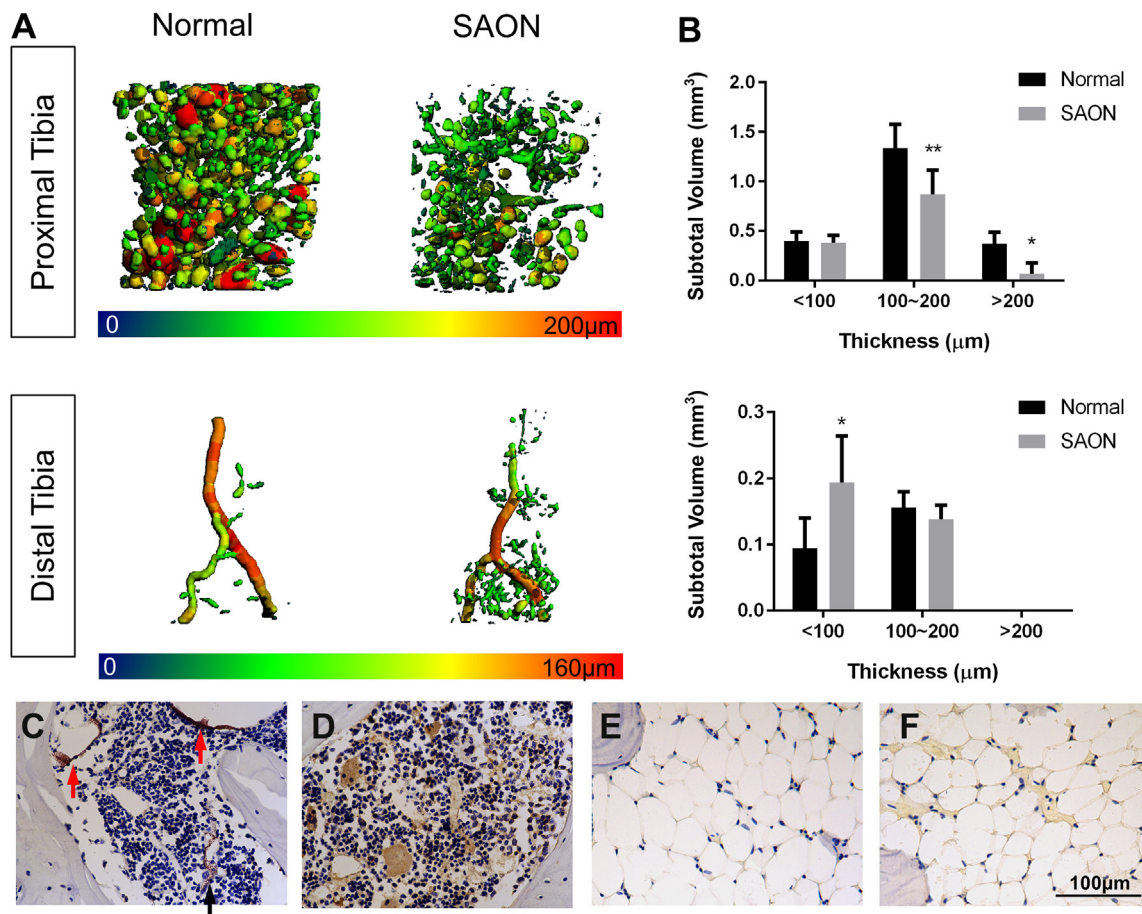 A
Normal
SAON
Proximal Tibia
0
200μm
Distal Tibia
0
160μm
B
Subtotal Volume (mm³)
2.0
1.5
1.0
0.5
0.0
Normal
SAON
**
*
<100
100~200
>200
Thickness (μm)
Subtotal Volume (mm³)
0.3
0.2
0.1
0.0
Normal
SAON
*
<100
100~200
>200
Thickness (μm)
C
D
E
F
100μm